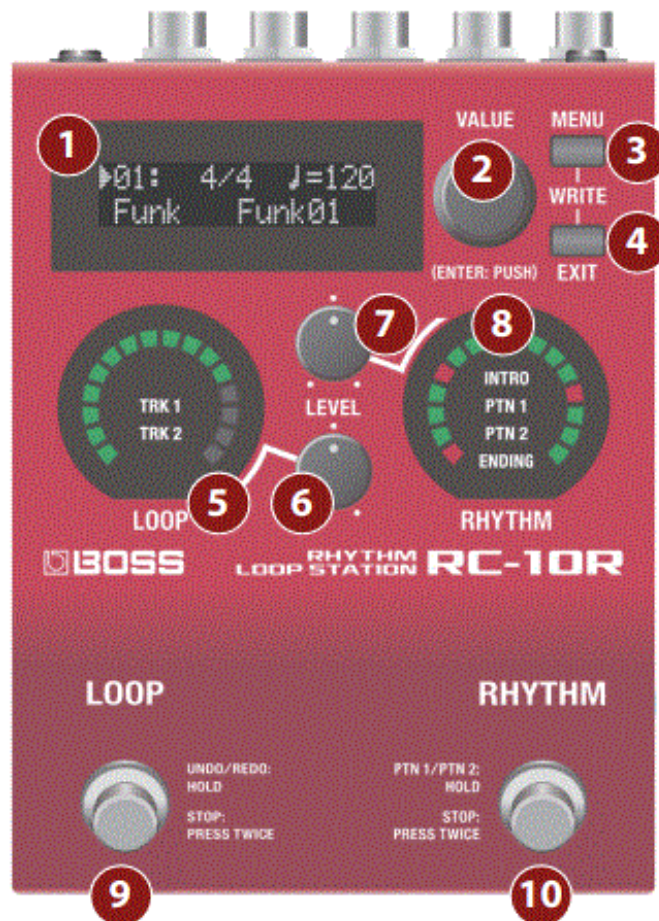 VALUE
MENU
1
▶01: 4/4 ♩=120
Funk Funk01
2
3
WRITE
4
(ENTER: PUSH)
EXIT
7
8
TRK 1
TRK 2
LEVEL
INTRO
PTN 1
PTN 2
ENDING
5
6
LOOP
RHYTHM
BOSS
RHYTHM
LOOP STATION
RC-10R
LOOP
RHYTHM
UNDO/REDO:
HOLD
STOP:
PRESS TWICE
PTN 1/PTN 2:
HOLD
STOP:
PRESS TWICE
9
10